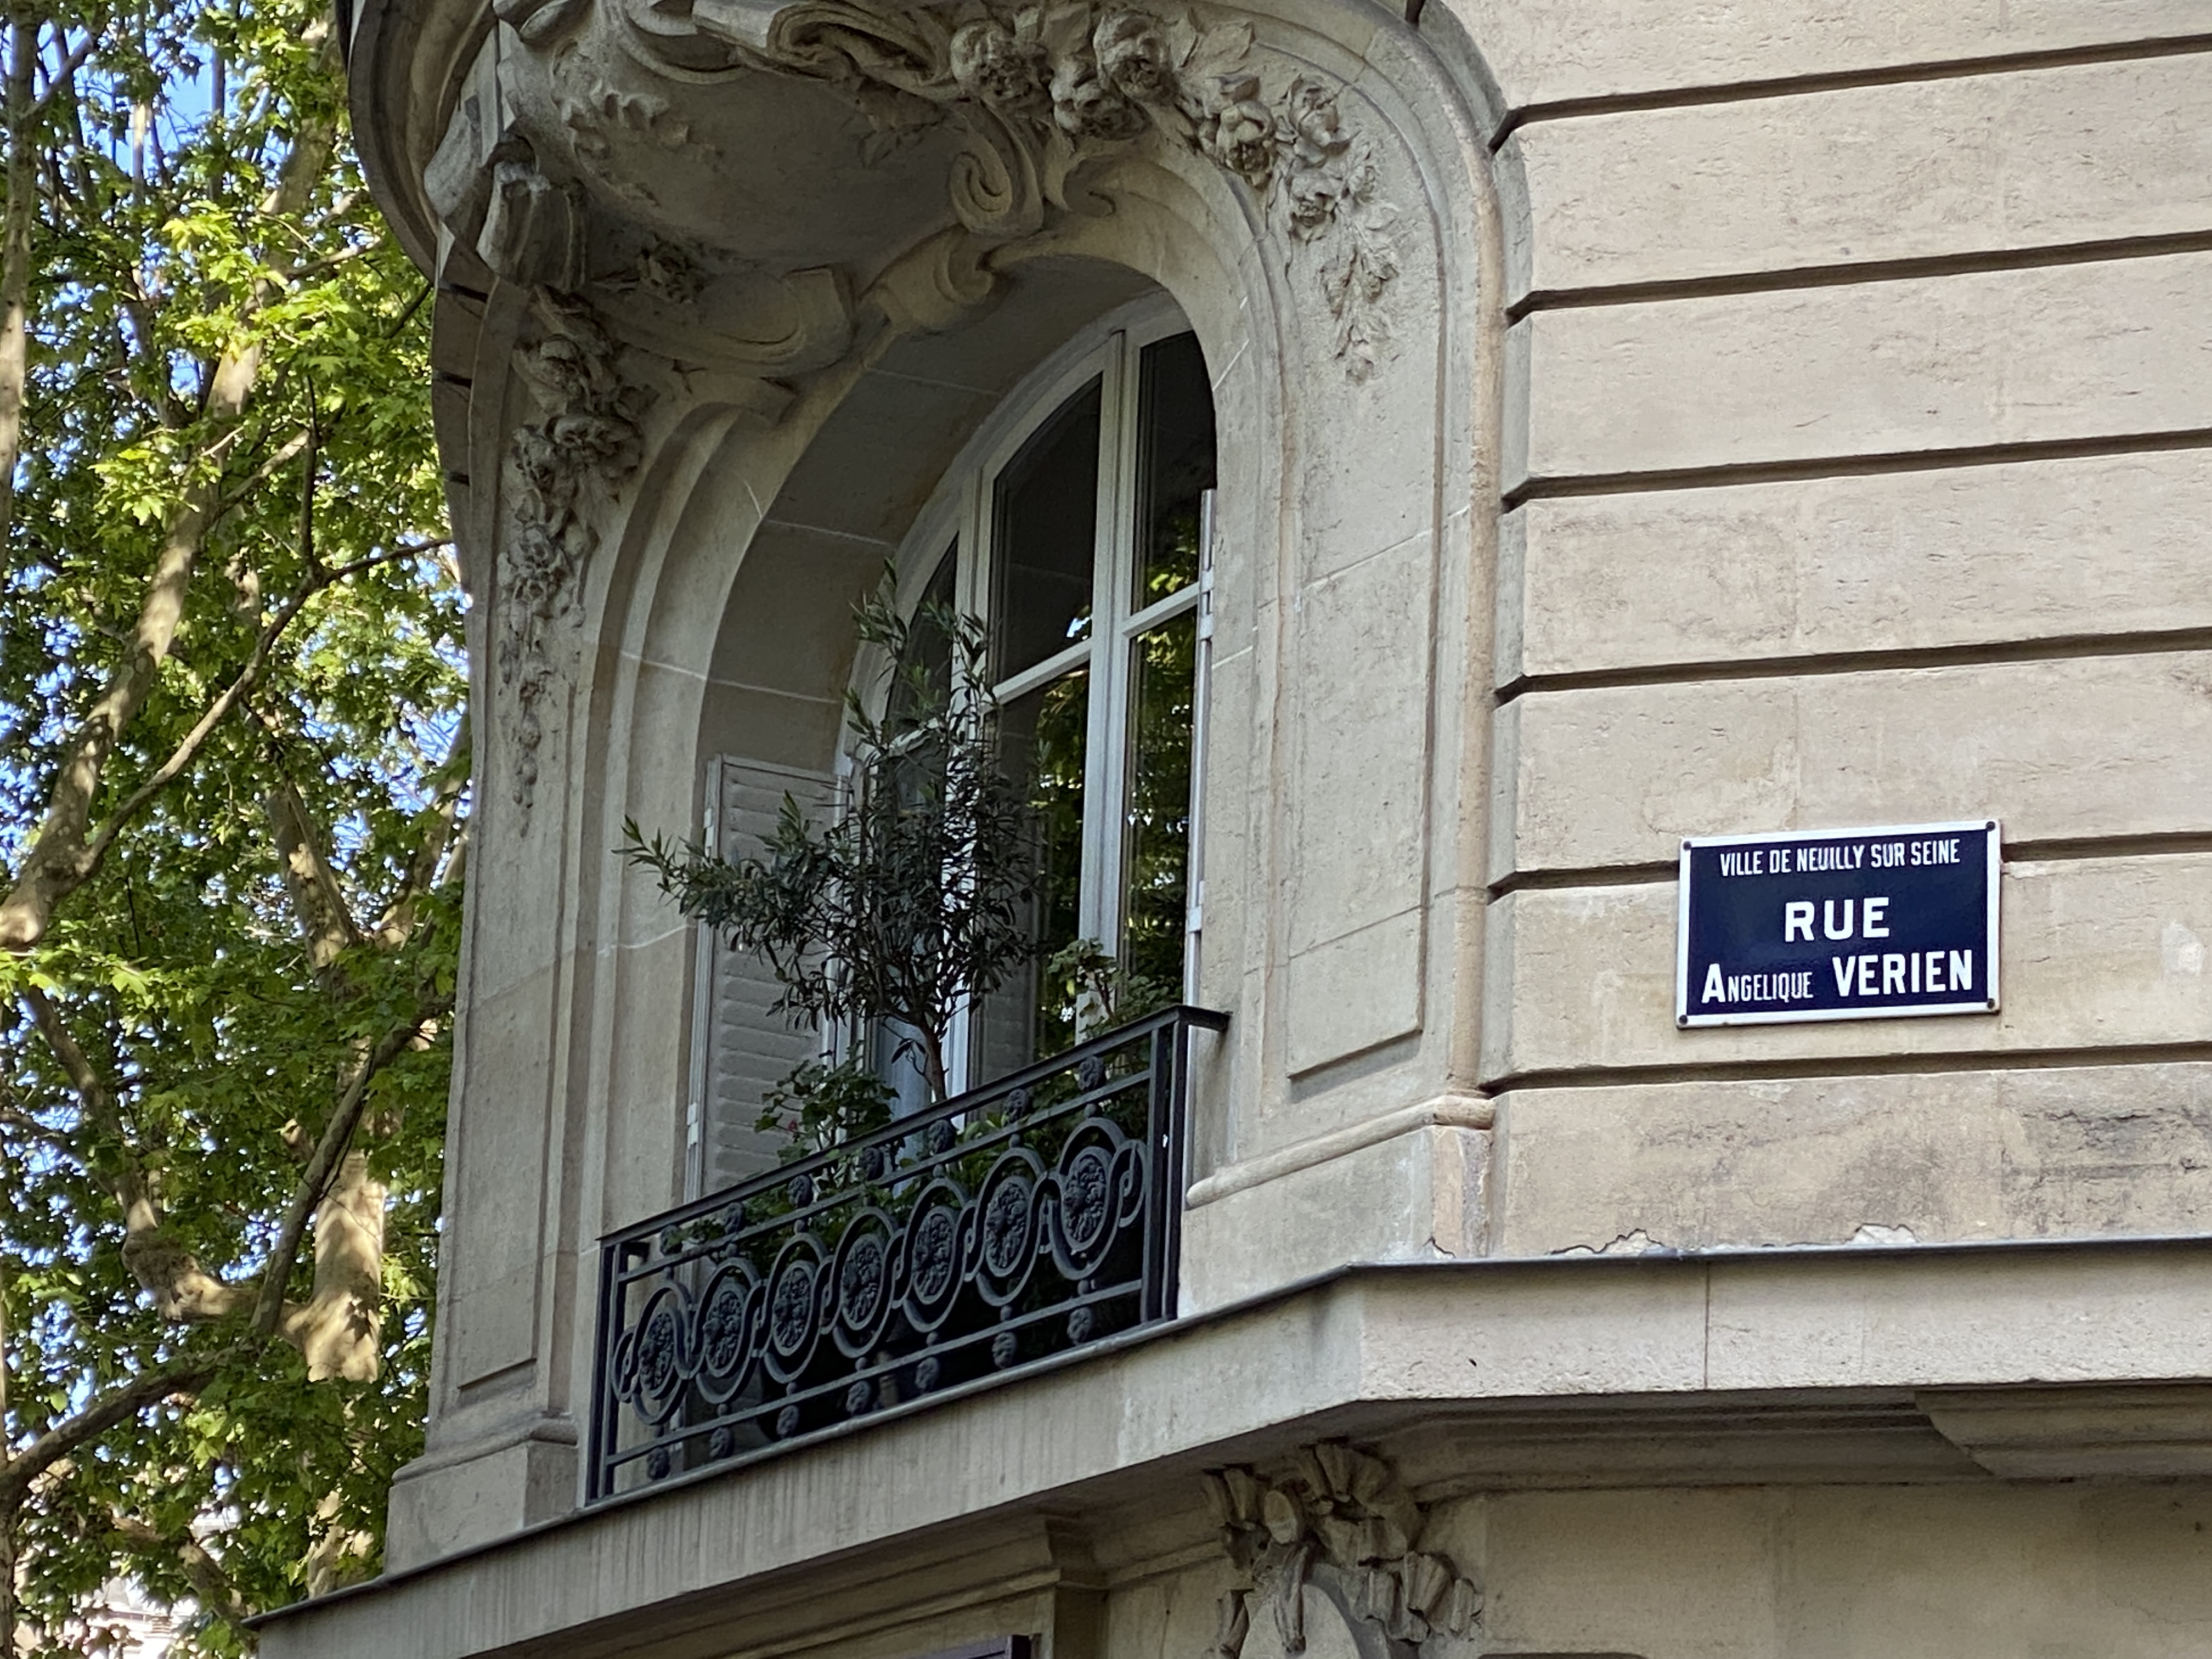 VILLE DE NEUILLY SUR SEINE
RUE
ANGELIQUE VERIEN